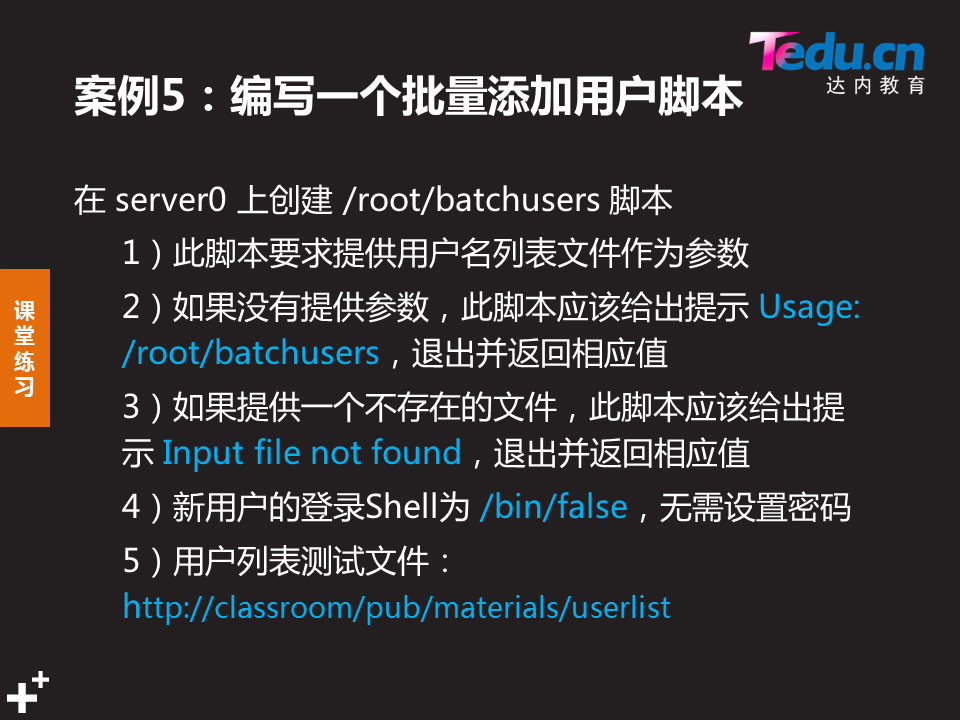 Tedu.cn
达内教育
案例5：编写一个批量添加用户脚本
在 server0 上创建 /root/batchusers 脚本
1）此脚本要求提供用户名列表文件作为参数
2）如果没有提供参数，此脚本应该给出提示 Usage:
/root/batchusers，退出并返回相应值
3）如果提供一个不存在的文件，此脚本应该给出提
示 Input file not found，退出并返回相应值
4）新用户的登录Shell为 /bin/false，无需设置密码
5）用户列表测试文件：
http://classroom/pub/materials/userlist
课
堂
练
习